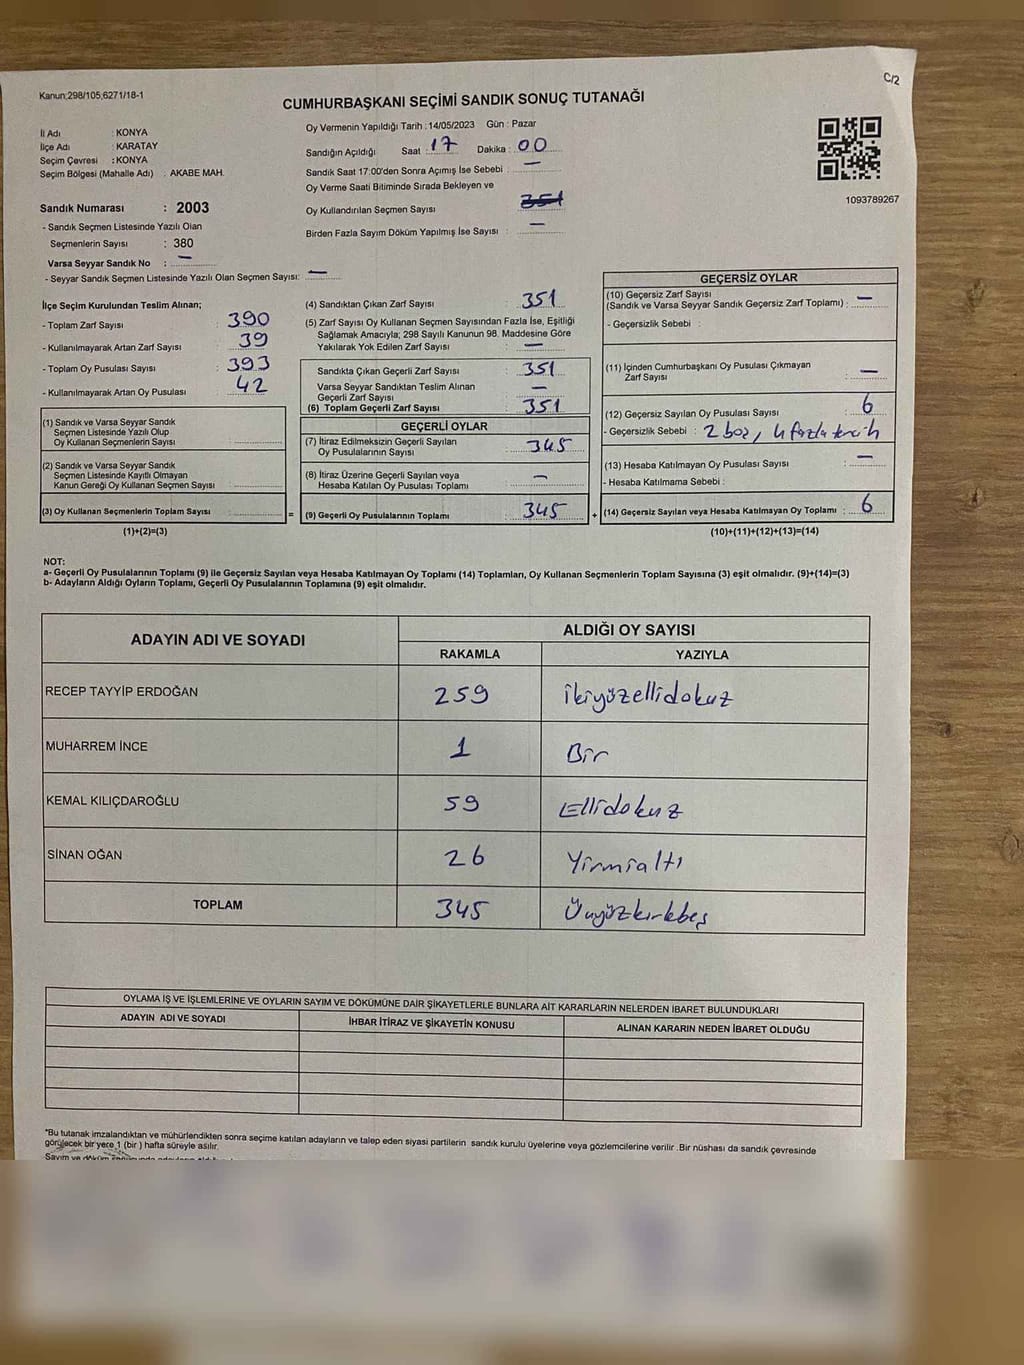 C/2
Kanun;298/105,6271/18-1
CUMHURBAŞKANI SEÇİMİ SANDIK SONUÇ TUTANAĞI
İl Adı : KONYA
İlçe Adı : KARATAY
Seçim Çevresi : KONYA
Seçim Bölgesi (Mahalle Adı) : AKABE MAH.
Sandık Numarası : 2003
- Sandık Seçmen Listesinde Yazılı Olan
Seçmenlerin Sayısı : 380
Varsa Seyyar Sandık No : —
- Seyyar Sandık Seçmen Listesinde Yazılı Olan Seçmen Sayısı: —
Oy Vermenin Yapıldığı Tarih : 14/05/2023 Gün : Pazar
Sandığın Açıldığı Saat : 17 Dakika : 00
Sandık Saat 17:00'den Sonra Açımış İse Sebebi : —
Oy Verme Saati Bitiminde Sırada Bekleyen ve
Oy Kullandırılan Seçmen Sayısı 351
Birden Fazla Sayım Döküm Yapılmış İse Sayısı : —
1093789267
İlçe Seçim Kurulundan Teslim Alınan;
- Toplam Zarf Sayısı : 390
- Kullanılmayarak Artan Zarf Sayısı : 39
- Toplam Oy Pusulası Sayısı : 393
- Kullanılmayarak Artan Oy Pusulası : 42
(1) Sandık ve Varsa Seyyar Sandık
Seçmen Listesinde Yazılı Olup
Oy Kullanan Seçmenlerin Sayısı :
(2) Sandık ve Varsa Seyyar Sandık
Seçmen Listesinde Kayıtlı Olmayan
Kanun Gereği Oy Kullanan Seçmen Sayısı :
(3) Oy Kullanan Seçmenlerin Toplam Sayısı : =
(1)+(2)=(3)
(4) Sandıktan Çıkan Zarf Sayısı : 351
(5) Zarf Sayısı Oy Kullanan Seçmen Sayısından Fazla İse, Eşitliği
Sağlamak Amacıyla; 298 Sayılı Kanunun 98. Maddesine Göre
Yakılarak Yok Edilen Zarf Sayısı : —
Sandıkta Çıkan Geçerli Zarf Sayısı : 351
Varsa Seyyar Sandıktan Teslim Alınan
Geçerli Zarf Sayısı : —
(6) Toplam Geçerli Zarf Sayısı : 351
GEÇERLİ OYLAR
(7) İtiraz Edilmeksizin Geçerli Sayılan
Oy Pusulalarının Sayısı : 345
(8) İtiraz Üzerine Geçerli Sayılan veya
Hesaba Katılan Oy Pusulası Toplamı : —
(9) Geçerli Oy Pusulalarının Toplamı : 345 +
GEÇERSİZ OYLAR
(10) Geçersiz Zarf Sayısı
(Sandık ve Varsa Seyyar Sandık Geçersiz Zarf Toplamı) : —
- Geçersizlik Sebebi :
(11) İçinden Cumhurbaşkanı Oy Pusulası Çıkmayan
Zarf Sayısı : —
(12) Geçersiz Sayılan Oy Pusulası Sayısı : 6
- Geçersizlik Sebebi : 2 boş, 4 fazla tercih
(13) Hesaba Katılmayan Oy Pusulası Sayısı : —
- Hesaba Katılmama Sebebi :
(14) Geçersiz Sayılan veya Hesaba Katılmayan Oy Toplamı : 6
(10)+(11)+(12)+(13)=(14)
NOT:
a- Geçerli Oy Pusulalarının Toplamı (9) ile Geçersiz Sayılan veya Hesaba Katılmayan Oy Toplamı (14) Toplamları, Oy Kullanan Seçmenlerin Toplam Sayısına (3) eşit olmalıdır. (9)+(14)=(3)
b- Adayların Aldığı Oyların Toplamı, Geçerli Oy Pusulalarının Toplamına (9) eşit olmalıdır.
ADAYIN ADI VE SOYADI ALDIĞI OY SAYISI
RAKAMLA YAZIYLA
RECEP TAYYİP ERDOĞAN 259 ikiyüzellidokuz
MUHARREM İNCE 1 Bir
KEMAL KILIÇDAROĞLU 59 Ellidokuz
SİNAN OĞAN 26 Yirmialtı
TOPLAM 345 Üçyüzkırkbeş
OYLAMA İŞ VE İŞLEMLERİNE VE OYLARIN SAYIM VE DÖKÜMÜNE DAİR ŞİKAYETLERLE BUNLARA AİT KARARLARIN NELERDEN İBARET BULUNDUKLARI
ADAYIN ADI VE SOYADI İHBAR İTİRAZ VE ŞİKAYETİN KONUSU ALINAN KARARIN NEDEN İBARET OLDUĞU
*Bu tutanak imzalandıktan ve mühürlendikten sonra seçime katılan adayların ve talep eden siyasi partilerin sandık kurulu üyelerine veya gözlemcilerine verilir .Bir nüshası da sandık çevresinde
görülecek bir yere 1 (bir ) hafta süreyle asılır.
Sayım ve döküm